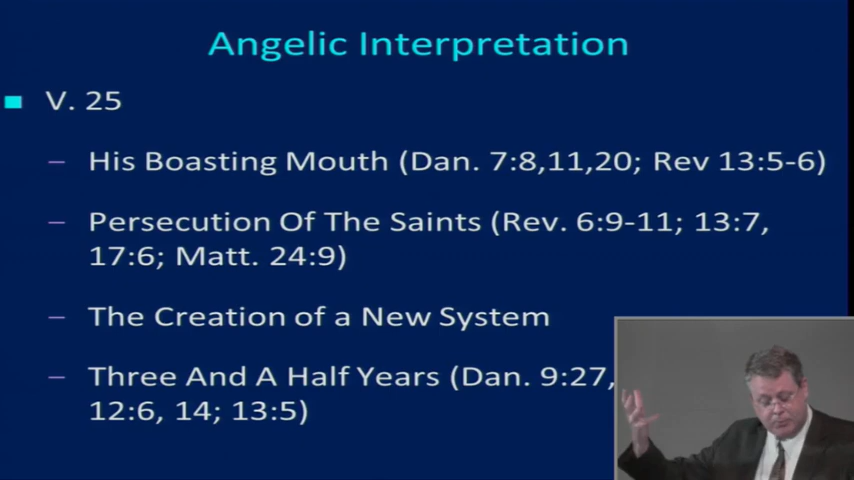 Angelic Interpretation
V. 25
– His Boasting Mouth (Dan. 7:8,11,20; Rev 13:5-6)
– Persecution Of The Saints (Rev. 6:9-11; 13:7,
17:6; Matt. 24:9)
– The Creation of a New System
– Three And A Half Years (Dan. 9:27,
12:6, 14; 13:5)